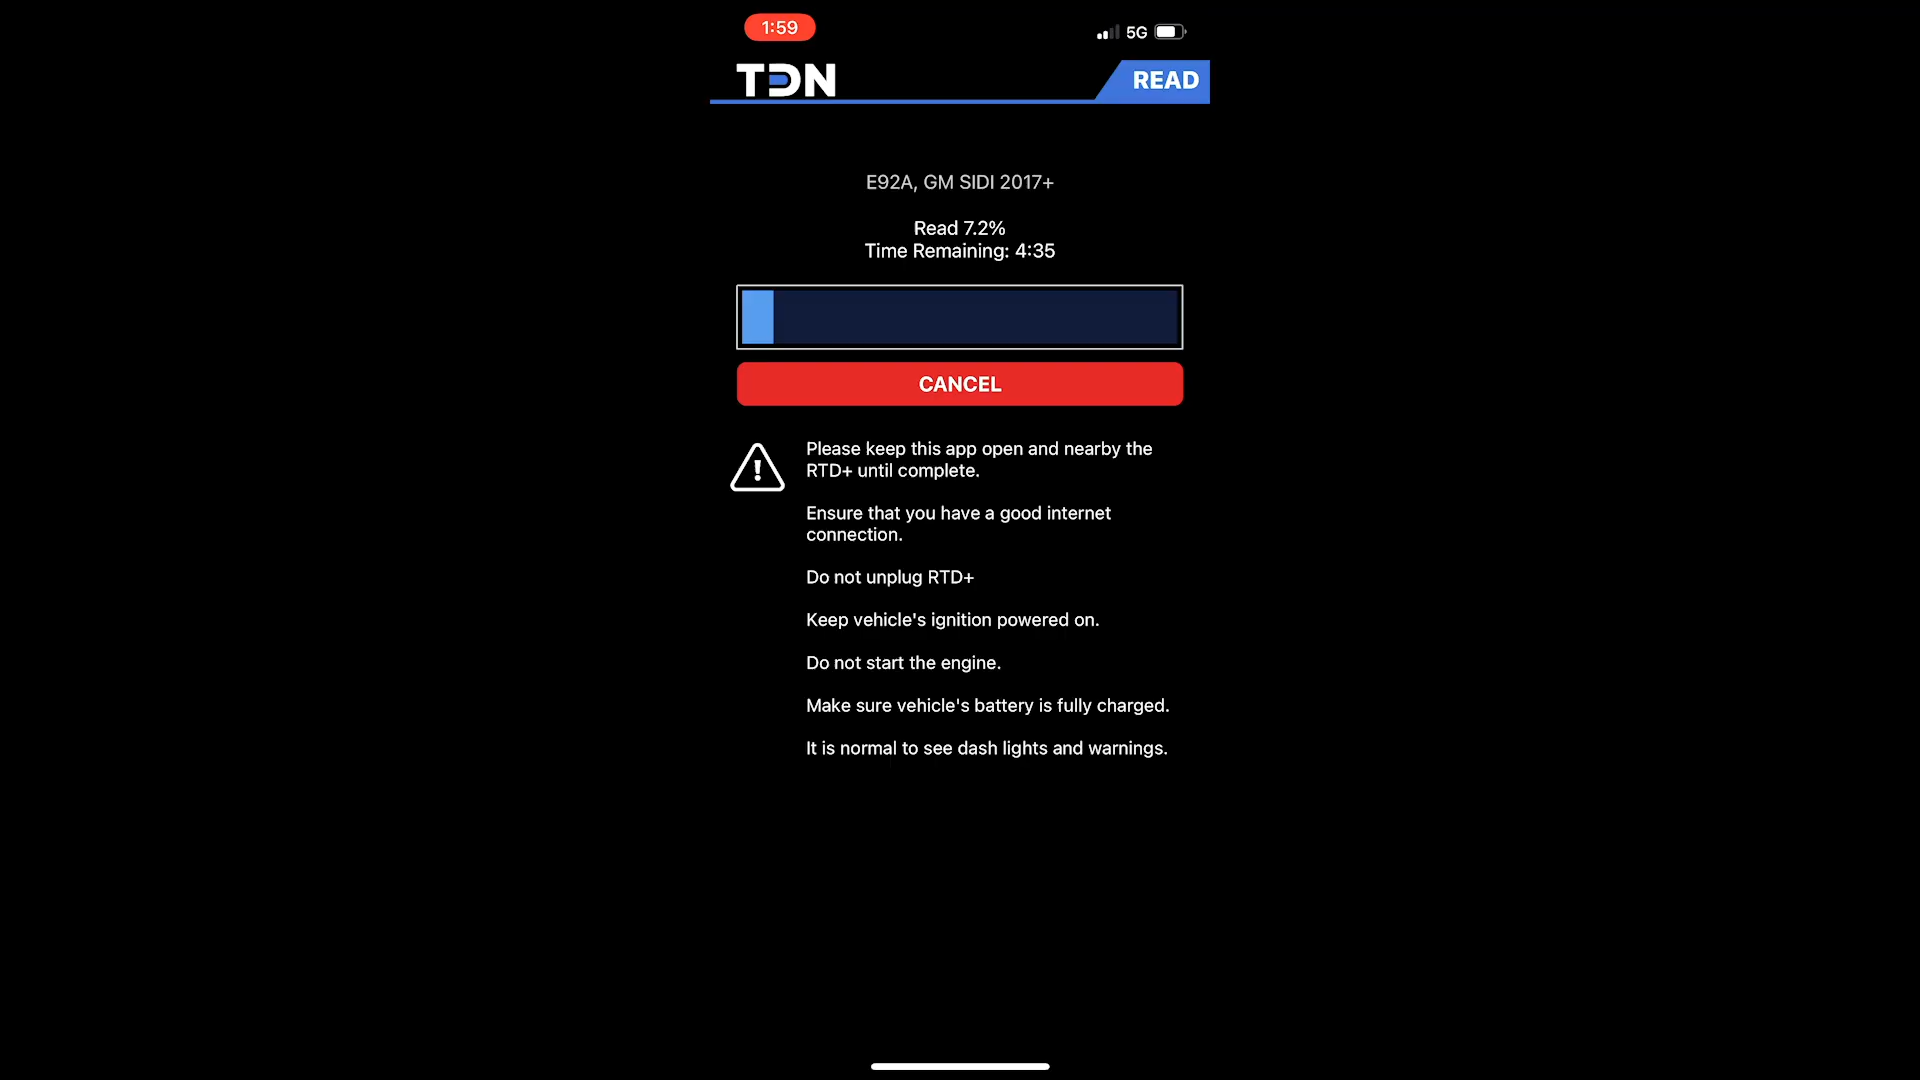 1:59
5G
TDN
READ
E92A, GM SIDI 2017+
Read 7.2%
Time Remaining: 4:35
CANCEL
Please keep this app open and nearby the
RTD+ until complete.
Ensure that you have a good internet
connection.
Do not unplug RTD+
Keep vehicle's ignition powered on.
Do not start the engine.
Make sure vehicle's battery is fully charged.
It is normal to see dash lights and warnings.